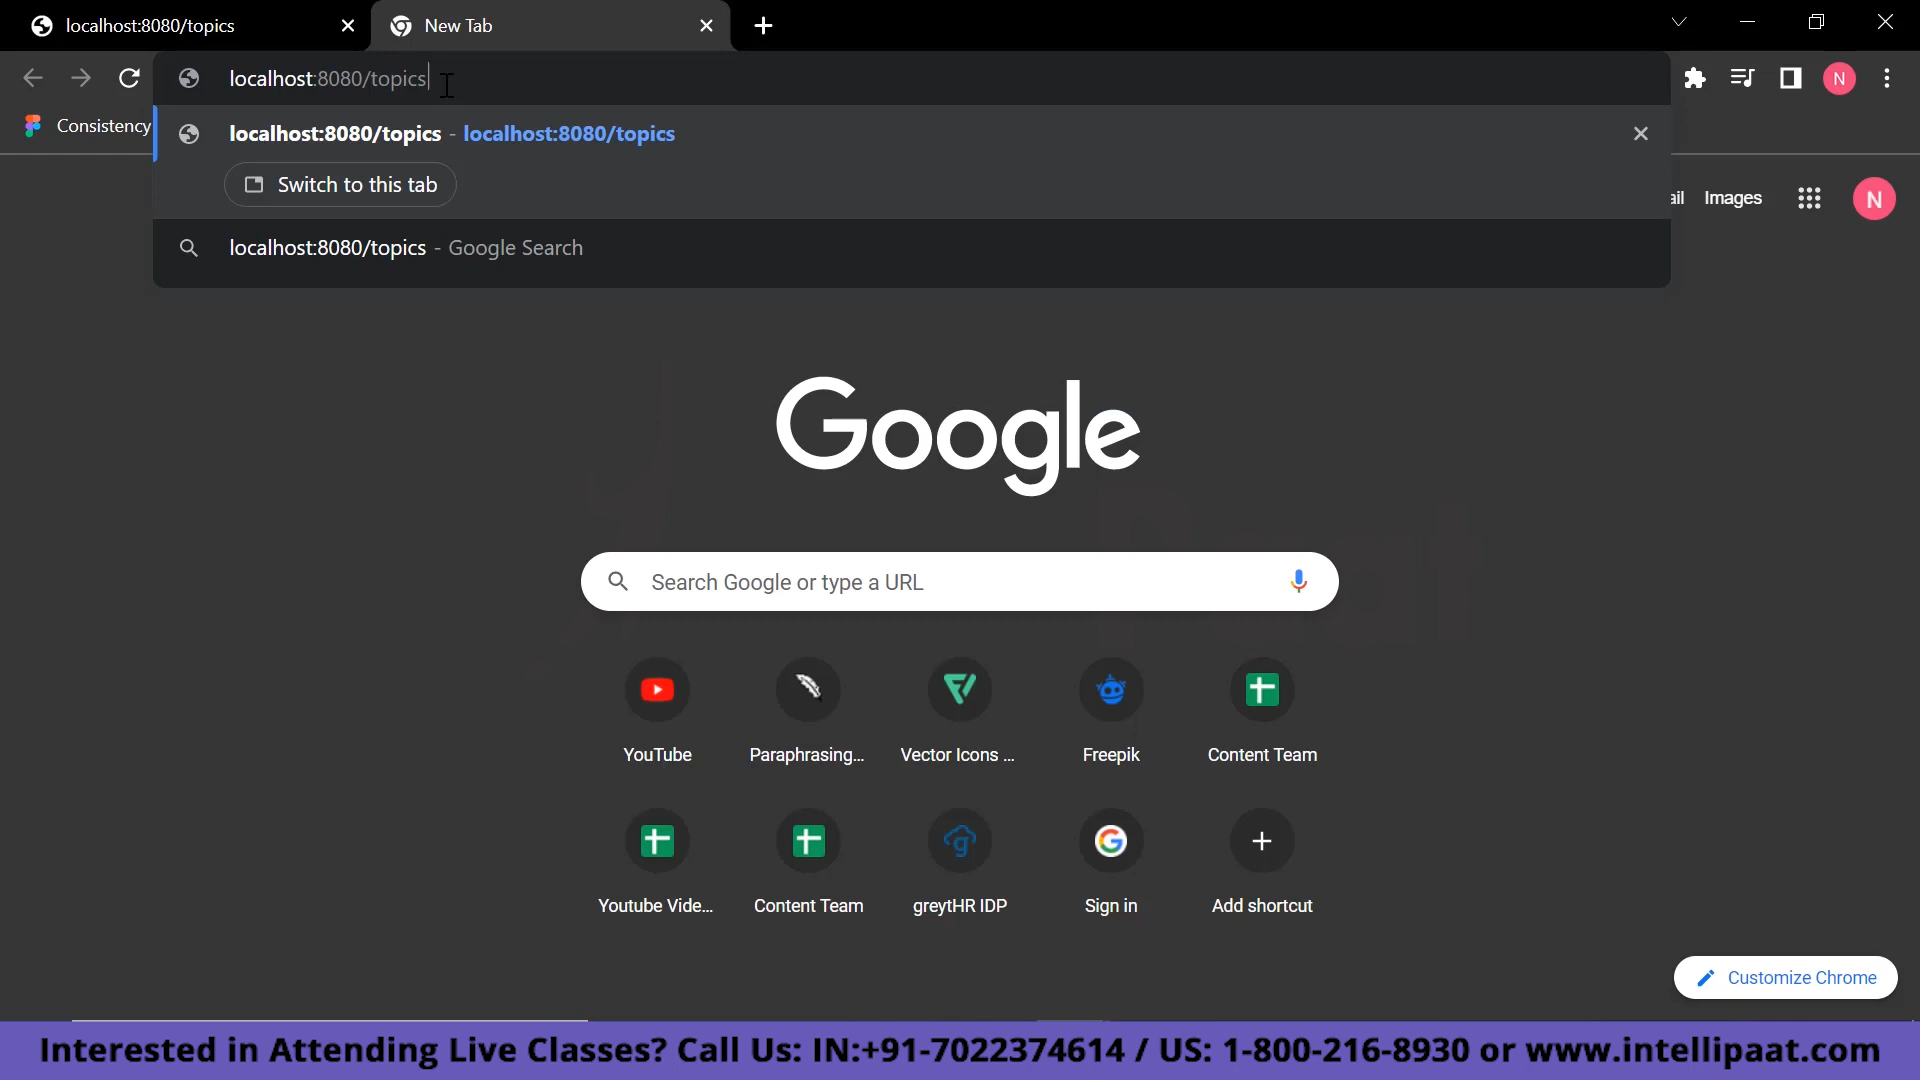 localhost:8080/topics
New Tab
localhost:8080/topics
Consistency
localhost:8080/topics - localhost:8080/topics
Switch to this tab
localhost:8080/topics - Google Search
ail Images
N
N
Google
Search Google or type a URL
YouTube
Paraphrasing...
Vector Icons ...
Freepik
Content Team
Youtube Vide...
Content Team
greytHR IDP
Sign in
Add shortcut
Customize Chrome
Interested in Attending Live Classes? Call Us: IN:+91-7022374614 / US: 1-800-216-8930 or www.intellipaat.com